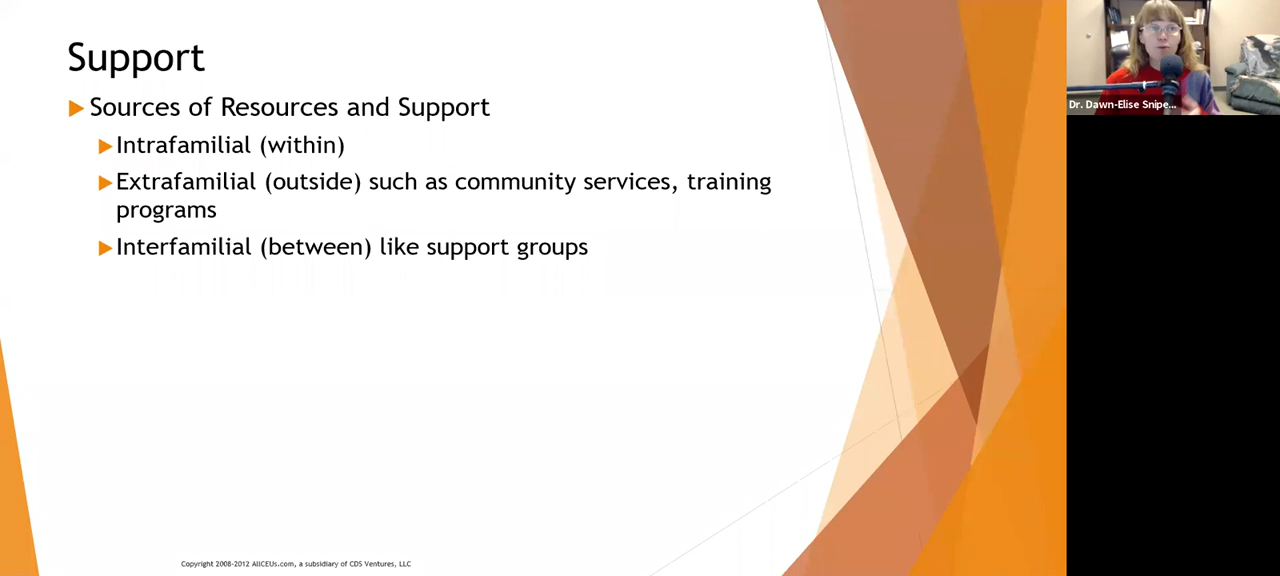 Support
Sources of Resources and Support
Intrafamilial (within)
Extrafamilial (outside) such as community services, training
programs
Interfamilial (between) like support groups
Dr. Dawn-Elise Snipe...
Copyright 2008-2012 AllCEUs.com, a subsidiary of CDS Ventures, LLC